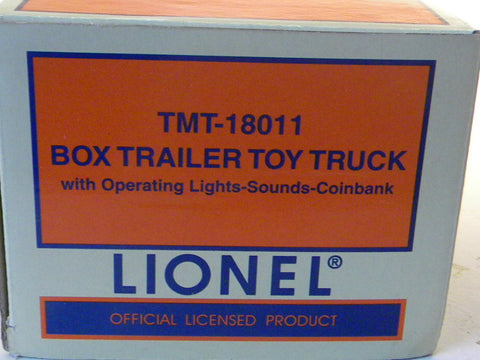 TMT-18011
BOX TRAILER TOY TRUCK
with Operating Lights-Sounds-Coinbank
LIONEL®
OFFICIAL LICENSED PRODUCT